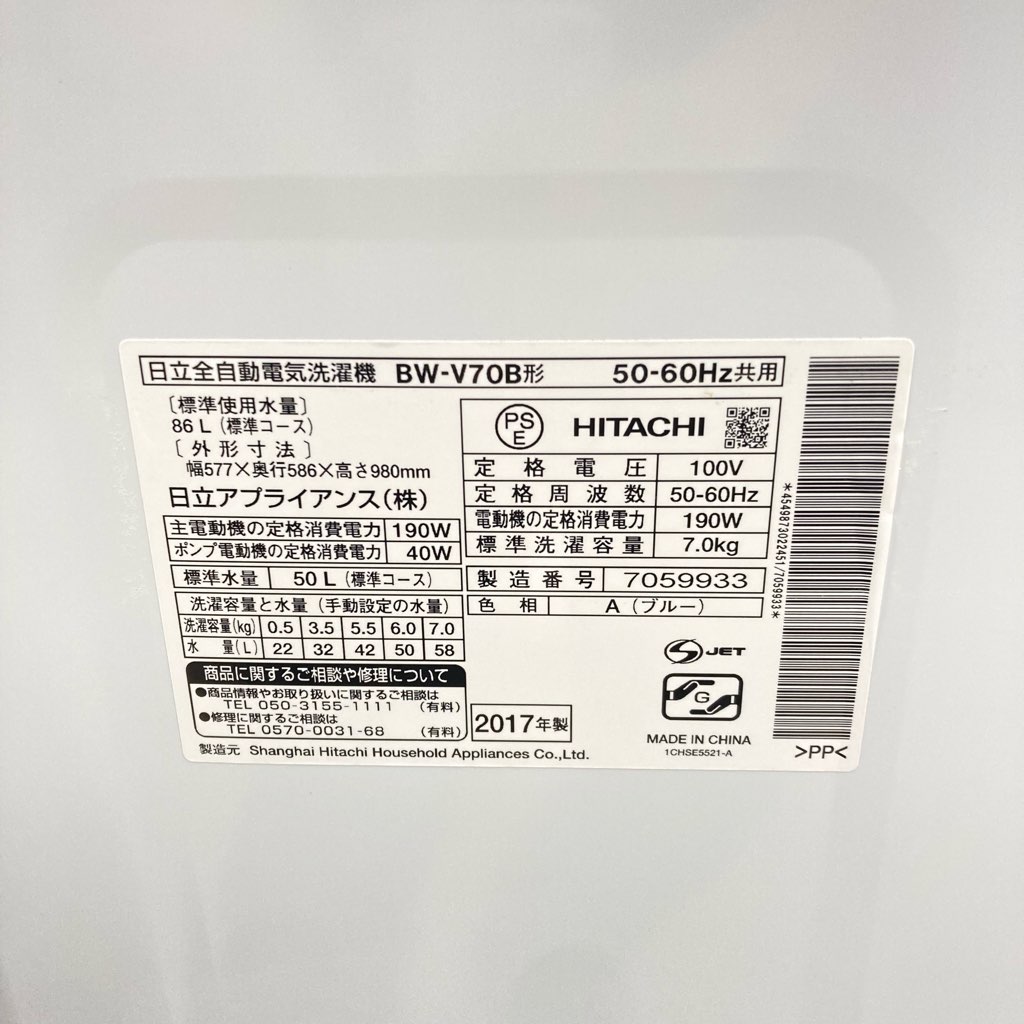 日立全自動電気洗濯機 BW-V70B形 50-60Hz共用
〔標準使用水量〕
86 L (標準コース)
〔外形寸法〕
幅577×奥行586×高さ980mm
日立アプライアンス(株)
主電動機の定格消費電力 190W
ポンプ電動機の定格消費電力 40W
標準水量 50 L (標準コース)
洗濯容量と水量 (手動設定の水量)
洗濯容量(kg) 0.5 3.5 5.5 6.0 7.0
水 量(L) 22 32 42 50 58
商品に関するご相談や修理について
●商品情報やお取り扱いに関するご相談は
TEL 050-3155-1111 (有料)
●修理に関するご相談は
TEL 0570-0031-68 (有料)
製造元 Shanghai Hitachi Household Appliances Co.,Ltd.
PS
E
HITACHI
定格電圧 100V
定格周波数 50-60Hz
電動機の定格消費電力 190W
標準洗濯容量 7.0kg
製造番号 7059933
色相 A (ブルー)
2017年製
S JET
G
MADE IN CHINA
1CHSE5521-A
*4549873022451/7059933*
>PP<